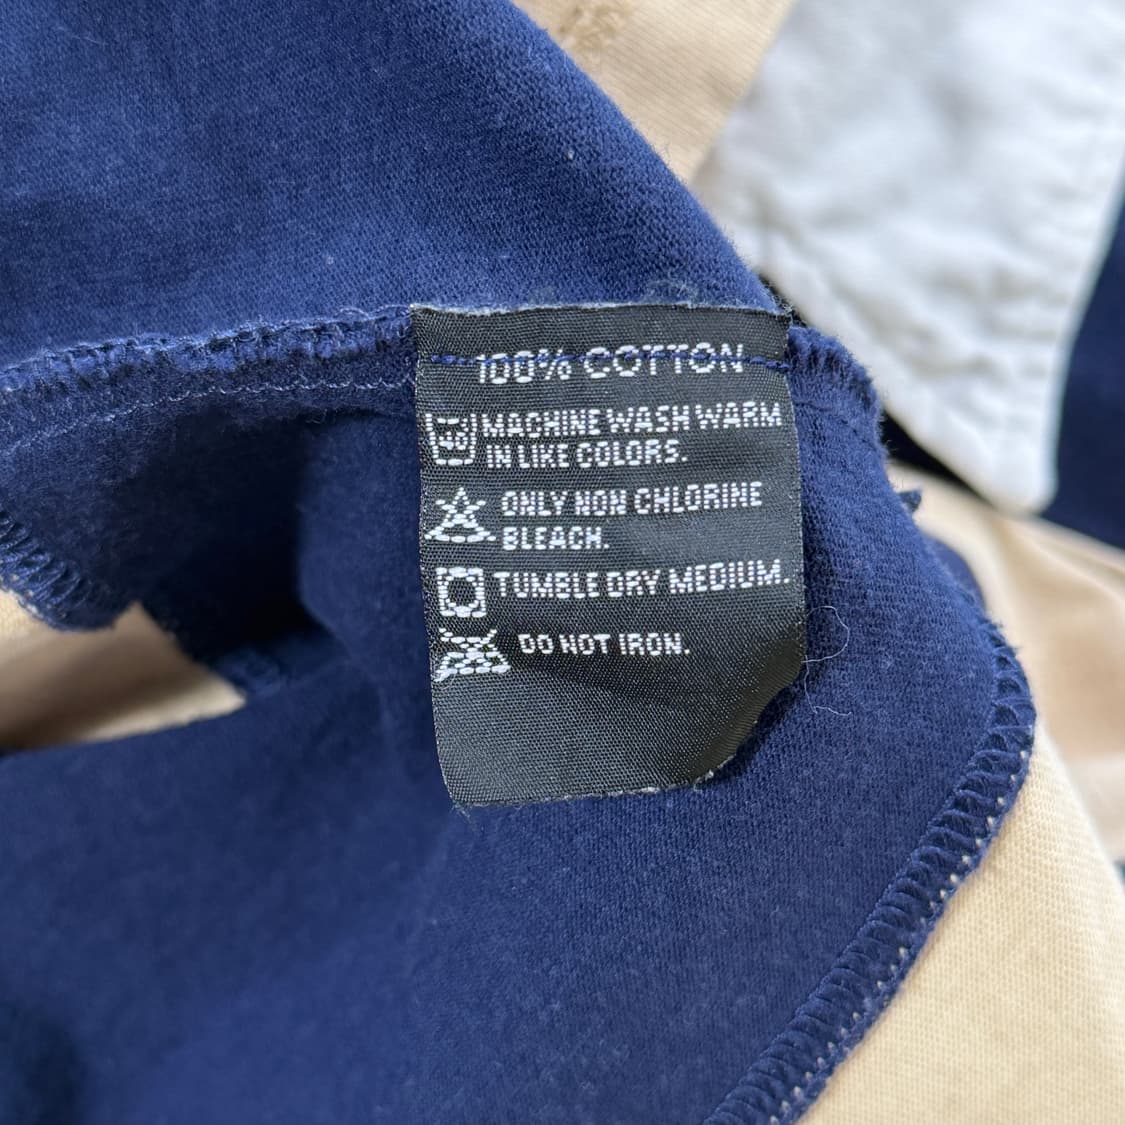 100% COTTON
MACHINE WASH WARM
IN LIKE COLORS.
ONLY NON CHLORINE
BLEACH.
TUMBLE DRY MEDIUM.
DO NOT IRON.